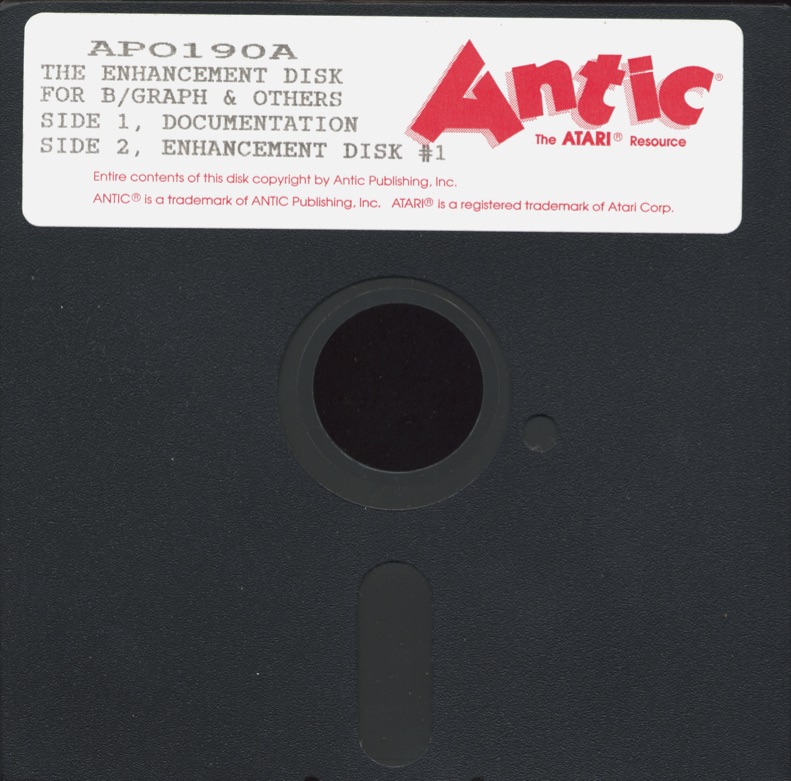 APO190A
THE ENHANCEMENT DISK
FOR B/GRAPH & OTHERS
SIDE 1, DOCUMENTATION
SIDE 2, ENHANCEMENT DISK #1
Antic®
The ATARI® Resource
Entire contents of this disk copyright by Antic Publishing, Inc.
ANTIC® is a trademark of ANTIC Publishing, Inc. ATARI® is a registered trademark of Atari Corp.